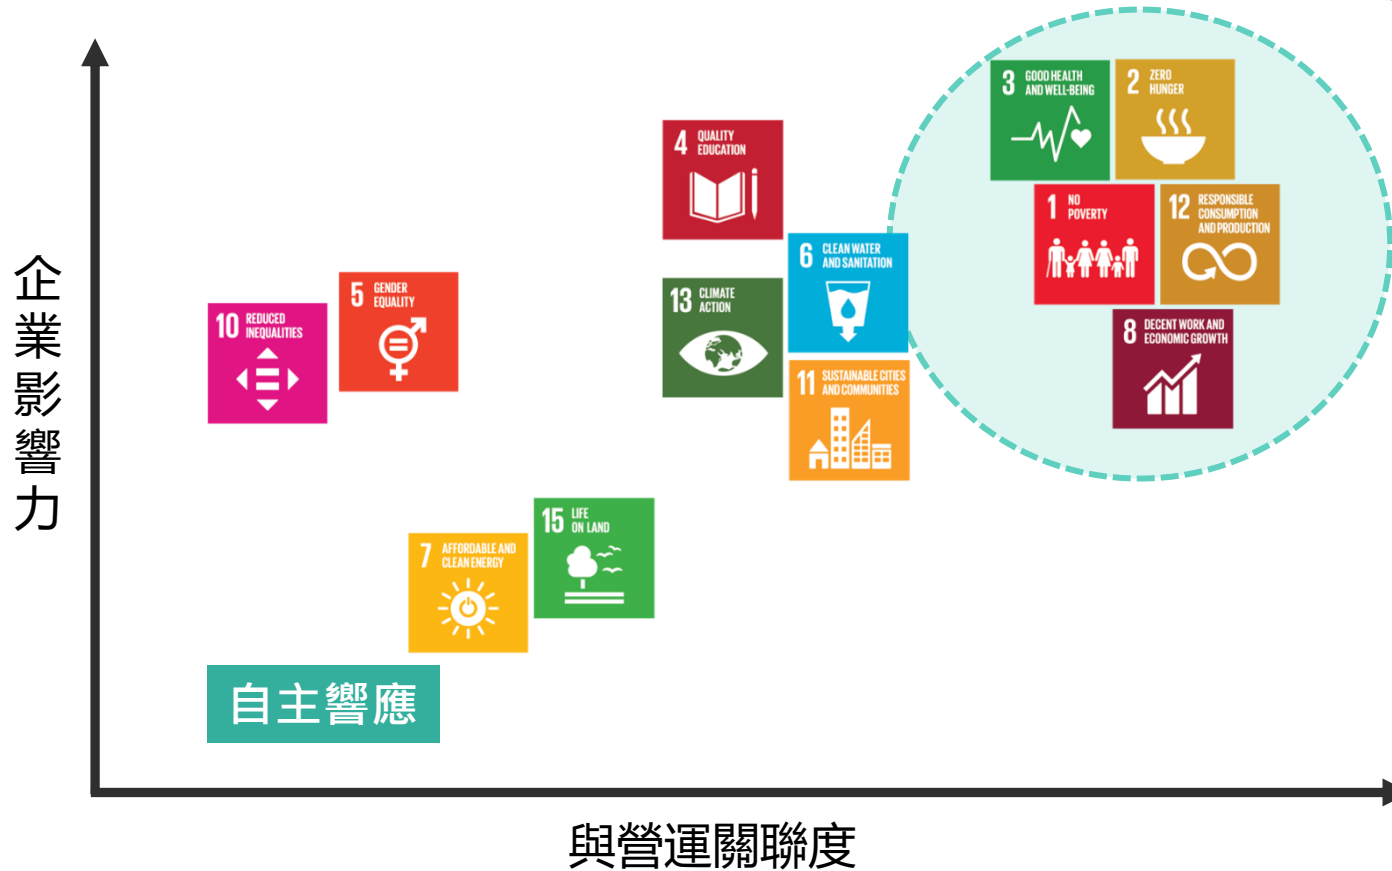 企業影響力
3 GOOD HEALTH
AND WELL-BEING
2 ZERO
HUNGER
4 QUALITY
EDUCATION
1 NO
POVERTY
12 RESPONSIBLE
CONSUMPTION
AND PRODUCTION
6 CLEAN WATER
AND SANITATION
5 GENDER
EQUALITY
13 CLIMATE
ACTION
10 REDUCED
INEQUALITIES
8 DECENT WORK AND
ECONOMIC GROWTH
11 SUSTAINABLE CITIES
AND COMMUNITIES
15 LIFE
ON LAND
7 AFFORDABLE AND
CLEAN ENERGY
自主響應
與營運關聯度